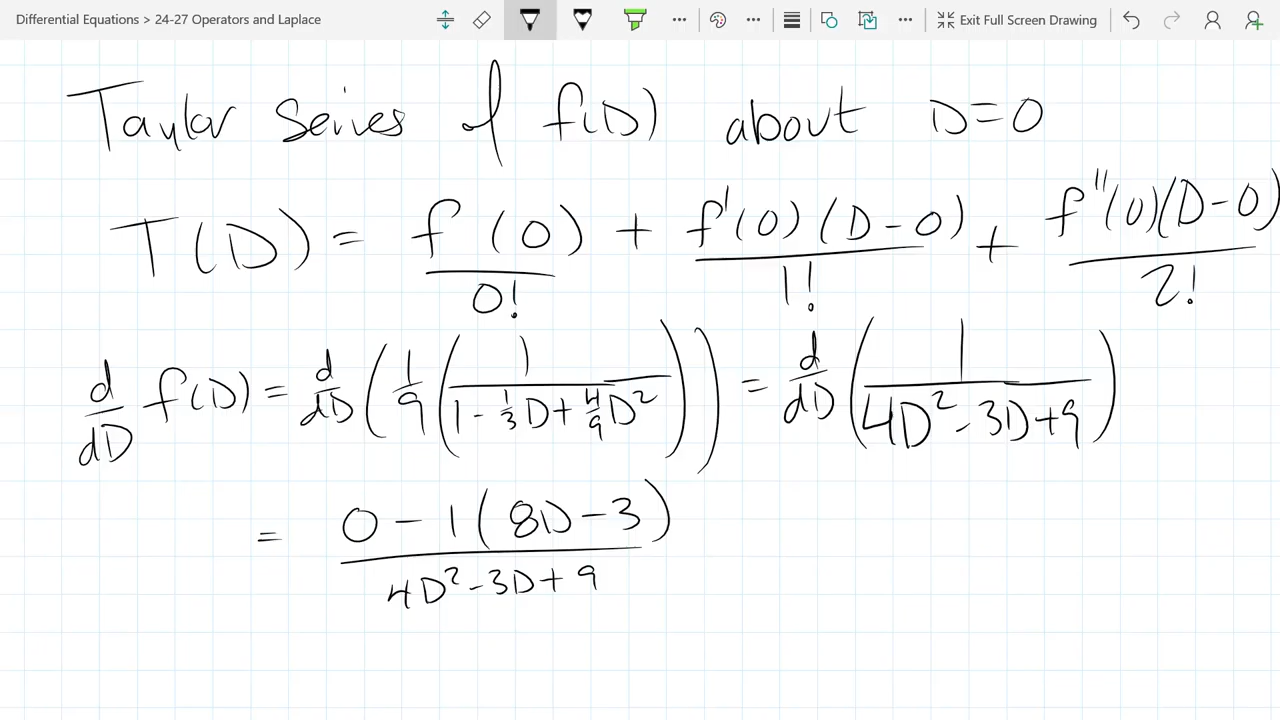 Differential Equations > 24-27 Operators and Laplace
Exit Full Screen Drawing
Taylor Seires of f(D) about D=0
T(D) = f(0)/0! + f'(0)(D-0)/1! + f''(0)(D-0)/2!
d/dD f(D) = d/dD (1/9 (1/(1 - 1/3 D + 4/9 D²))) = d/dD (1/(4D² - 3D + 9))
= 0 - 1(8D - 3)/(4D² - 3D + 9)